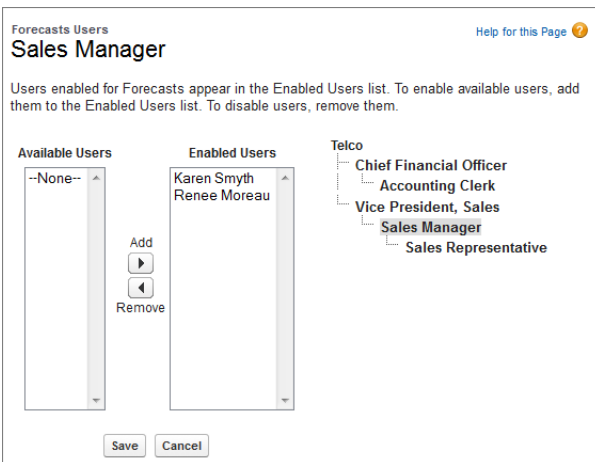 Forecasts Users
Sales Manager
Help for this Page ?
Users enabled for Forecasts appear in the Enabled Users list. To enable available users, add
them to the Enabled Users list. To disable users, remove them.
Available Users
--None--
Add
Remove
Enabled Users
Karen Smyth
Renee Moreau
Telco
Chief Financial Officer
Accounting Clerk
Vice President, Sales
Sales Manager
Sales Representative
Save
Cancel